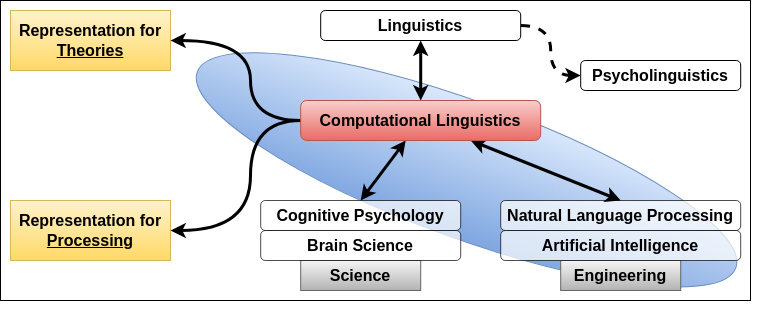 Representation for
Theories
Linguistics
Psycholinguistics
Computational Linguistics
Representation for
Processing
Cognitive Psychology
Brain Science
Science
Natural Language Processing
Artificial Intelligence
Engineering